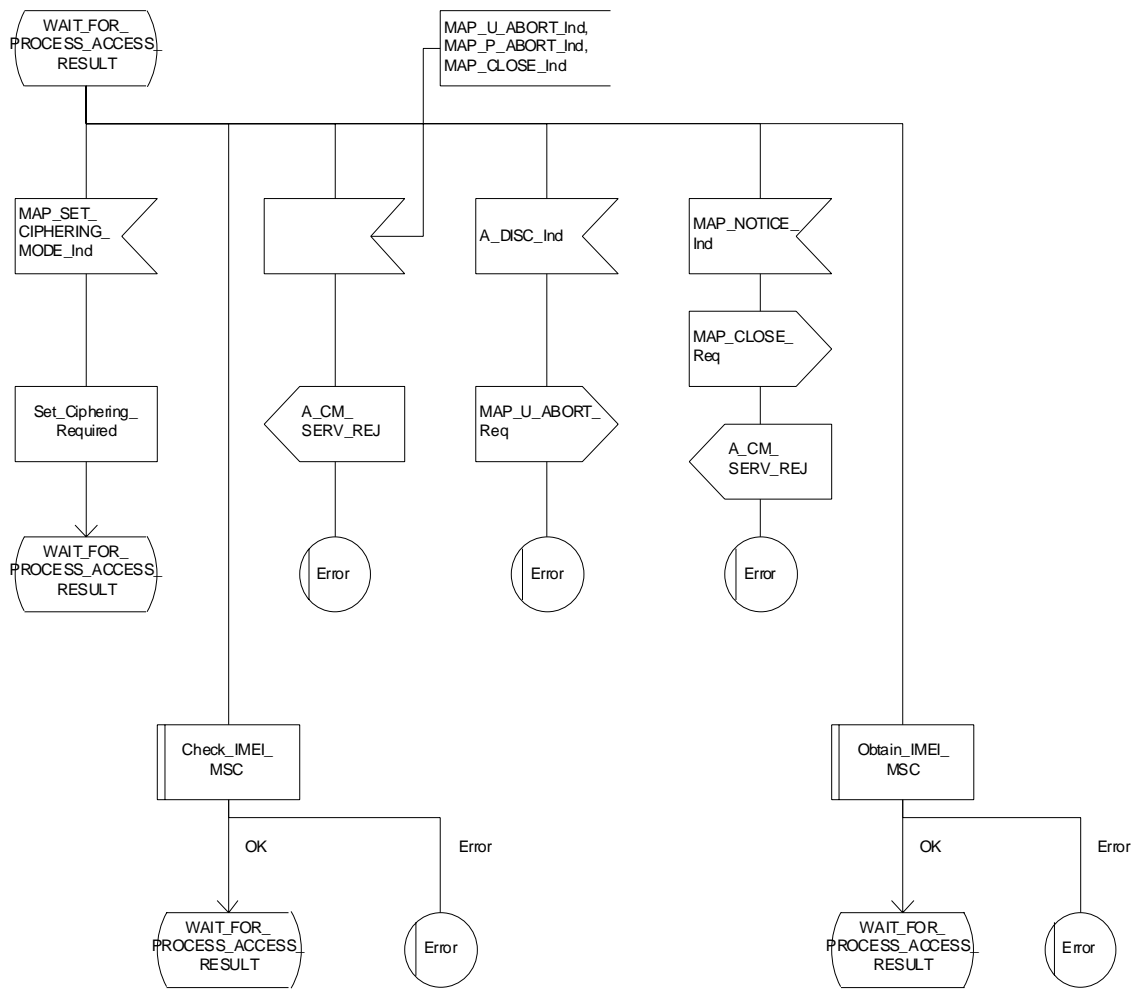 WAIT_FOR_
PROCESS_ACCESS_
RESULT
MAP_U_ABORT_Ind,
MAP_P_ABORT_Ind,
MAP_CLOSE_Ind
MAP_SET_
CIPHERING_
MODE_Ind
A_DISC_Ind
MAP_NOTICE_
Ind
MAP_CLOSE_
Req
Set_Ciphering_
Required
A_CM_
SERV_REJ
MAP_U_ABORT_
Req
A_CM_
SERV_REJ
WAIT_FOR_
PROCESS_ACCESS_
RESULT
Error
Error
Error
Check_IMEI_
MSC
Obtain_IMEI_
MSC
OK
Error
OK
Error
WAIT_FOR_
PROCESS_ACCESS_
RESULT
Error
WAIT_FOR_
PROCESS_ACCESS_
RESULT
Error